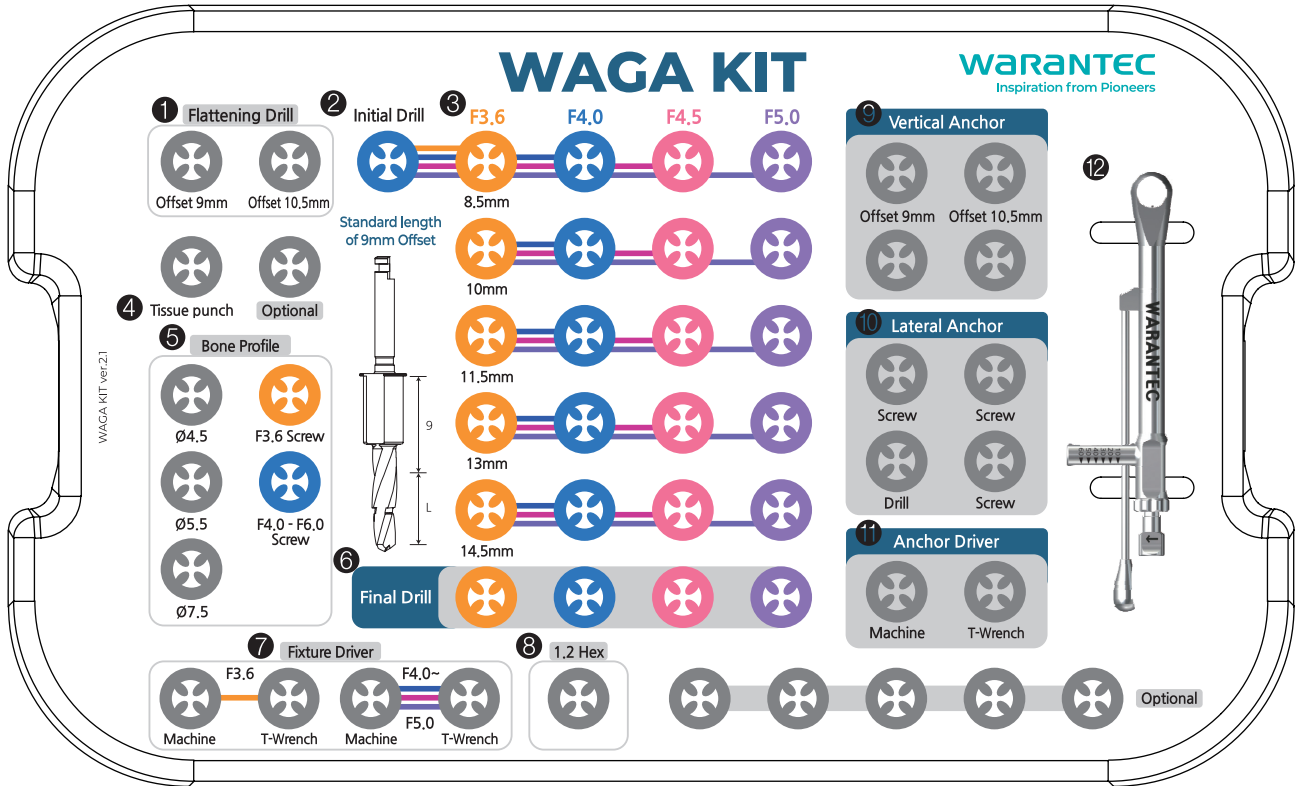 WAGA KIT
WARANTEC
Inspiration from Pioneers
1 Flattening Drill
Offset 9mm Offset 10.5mm
2 Initial Drill
3 F3.6 F4.0 F4.5 F5.0
8.5mm
10mm
11.5mm
13mm
14.5mm
Standard length
of 9mm Offset
9
L
4 Tissue punch Optional
5 Bone Profile
Ø4.5 F3.6 Screw
Ø5.5 F4.0 - F6.0
Screw
Ø7.5
WAGA KIT ver.2.1
6 Final Drill
7 Fixture Driver
F3.6 F4.0~
F5.0
Machine T-Wrench Machine T-Wrench
8 1.2 Hex
Optional
9 Vertical Anchor
Offset 9mm Offset 10.5mm
10 Lateral Anchor
Screw Screw
Drill Screw
11 Anchor Driver
Machine T-Wrench
12
WARANTEC